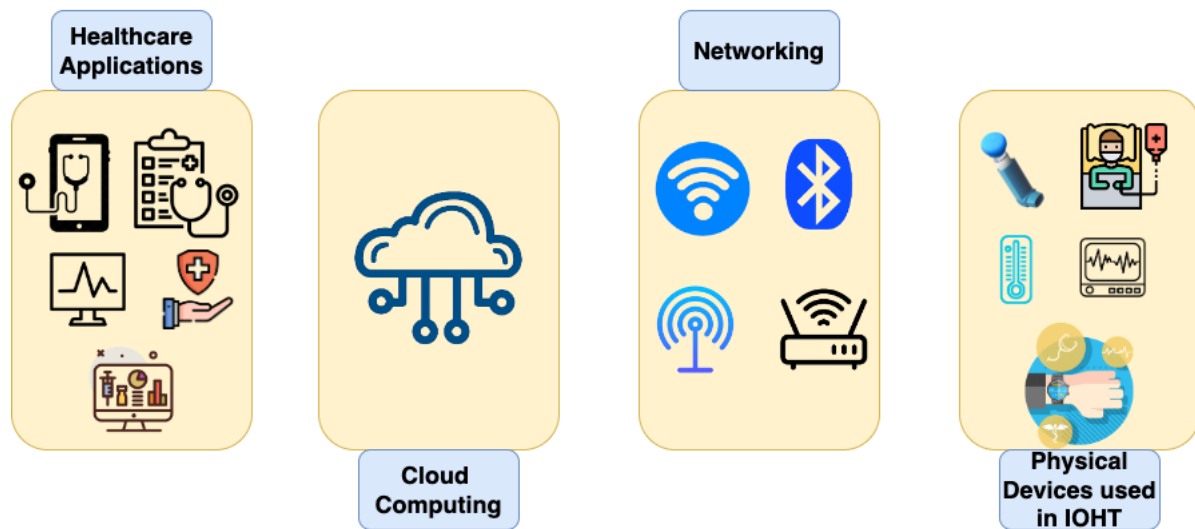 Healthcare
Applications
Networking
Cloud
Computing
Physical
Devices used
in IOHT